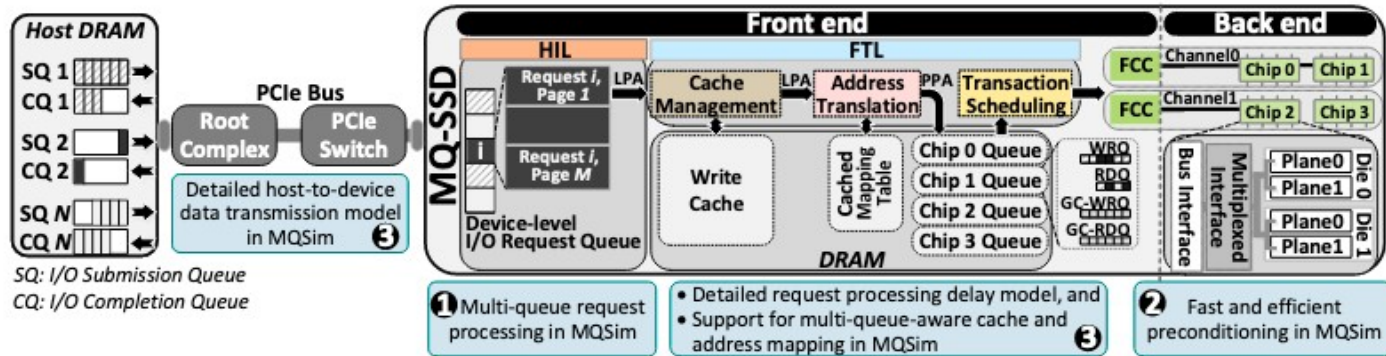 Host DRAM
SQ 1
CQ 1
SQ 2
CQ 2
SQ N
CQ N
SQ: I/O Submission Queue
CQ: I/O Completion Queue
PCIe Bus
Root
Complex
PCIe
Switch
Detailed host-to-device
data transmission model
in MQSim 3
MQ-SSD
Front end
HIL
FTL
i
Request i,
Page 1
Request i,
Page M
Device-level
I/O Request Queue
LPA
Cache
Management
LPA
Address
Translation
PPA
Transaction
Scheduling
Write
Cache
Cached
Mapping
Table
Chip 0 Queue
Chip 1 Queue
Chip 2 Queue
Chip 3 Queue
DRAM
WRQ
RDQ
GC-WRQ
GC-RDQ
Back end
FCC
Channel0
Chip 0
Chip 1
FCC
Channel1
Chip 2
Chip 3
Bus Interface
Multiplexed
Interface
Plane0
Plane1
Die 0
Plane0
Plane1
Die 1
1 Multi-queue request
processing in MQSim
• Detailed request processing delay model, and
• Support for multi-queue-aware cache and
address mapping in MQSim 3
2 Fast and efficient
preconditioning in MQSim